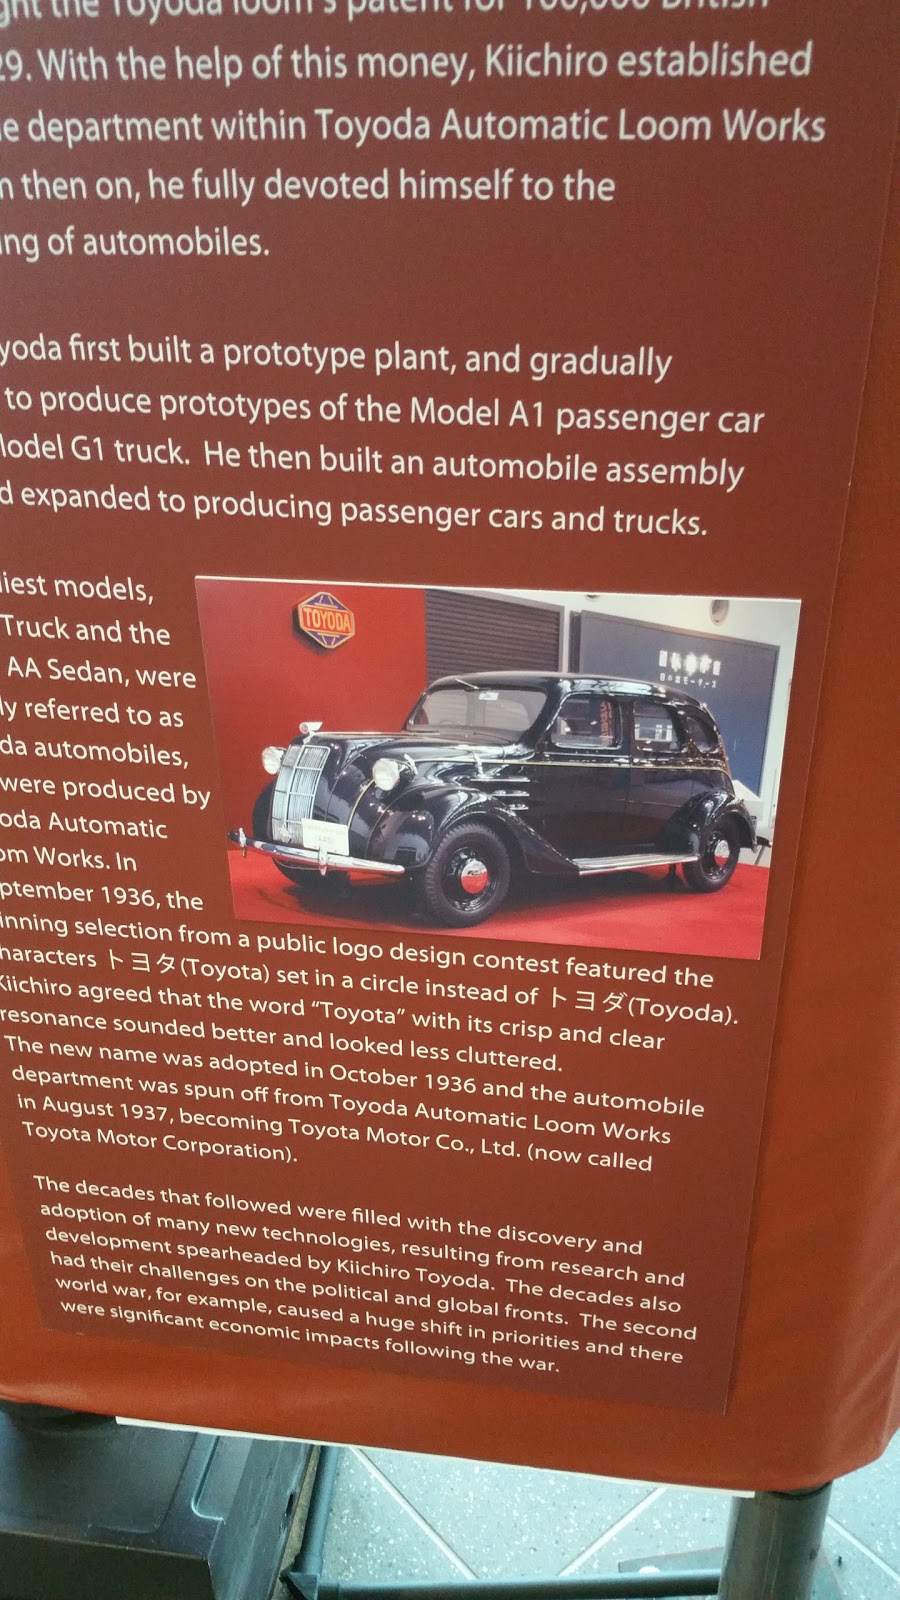 the Toyoda loom's patent for 100,000 British
29. With the help of this money, Kiichiro established
department within Toyoda Automatic Loom Works
then on, he fully devoted himself to the
ing of automobiles.
yoda first built a prototype plant, and gradually
to produce prototypes of the Model A1 passenger car
lodel G1 truck. He then built an automobile assembly
d expanded to producing passenger cars and trucks.
liest models,
Truck and the
AA Sedan, were
ly referred to as
da automobiles,
were produced by
oda Automatic
om Works. In
ptember 1936, the
inning selection from a public logo design contest featured the
haracters トヨタ(Toyota) set in a circle instead of トヨダ(Toyoda).
Kiichiro agreed that the word “Toyota” with its crisp and clear
resonance sounded better and looked less cluttered.
The new name was adopted in October 1936 and the automobile
department was spun off from Toyoda Automatic Loom Works
in August 1937, becoming Toyota Motor Co., Ltd. (now called
Toyota Motor Corporation).
The decades that followed were filled with the discovery and
adoption of many new technologies, resulting from research and
development spearheaded by Kiichiro Toyoda. The decades also
had their challenges on the political and global fronts. The second
world war, for example, caused a huge shift in priorities and there
were significant economic impacts following the war.
TOYODA